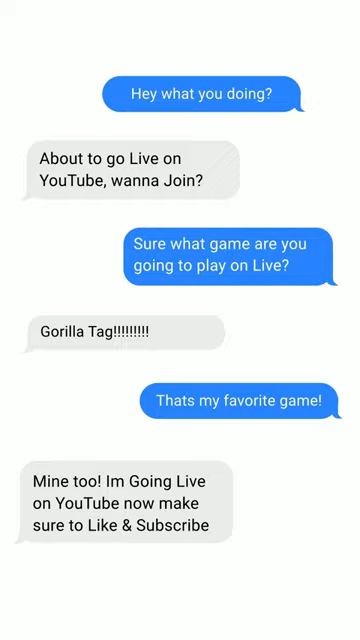 Hey what you doing?
About to go Live on
YouTube, wanna Join?
Sure what game are you
going to play on Live?
Gorilla Tag!!!!!!!!!
Thats my favorite game!
Mine too! Im Going Live
on YouTube now make
sure to Like & Subscribe